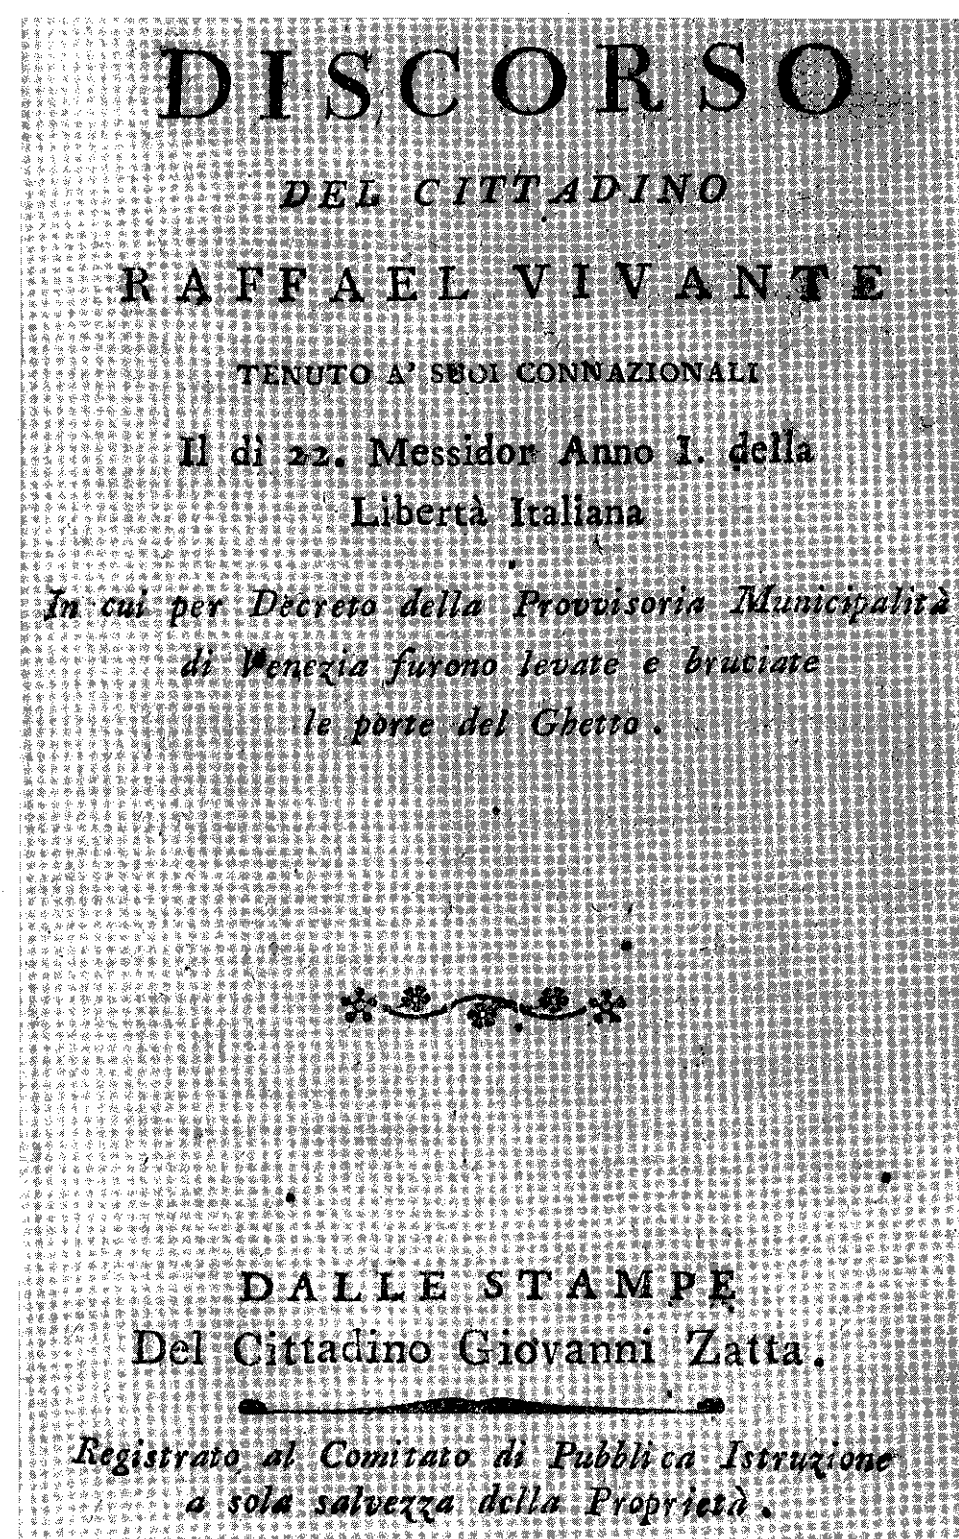 DISCORSO
DEL CITTADINO
RAFFAEL VIVANTE
TENUTO A' SUOI CONNAZIONALI
Il dì 22. Messidor Anno I. della
Libertà Italiana
In cui per Decreto della Provvisoria Municipalità
di Venezia furono levate e bruciate
le porte del Ghetto.
DALLE STAMPE
Del Cittadino Giovanni Zatta.
Registrato al Comitato di Pubblica Istruzione
a sola salvezza della Proprietà.